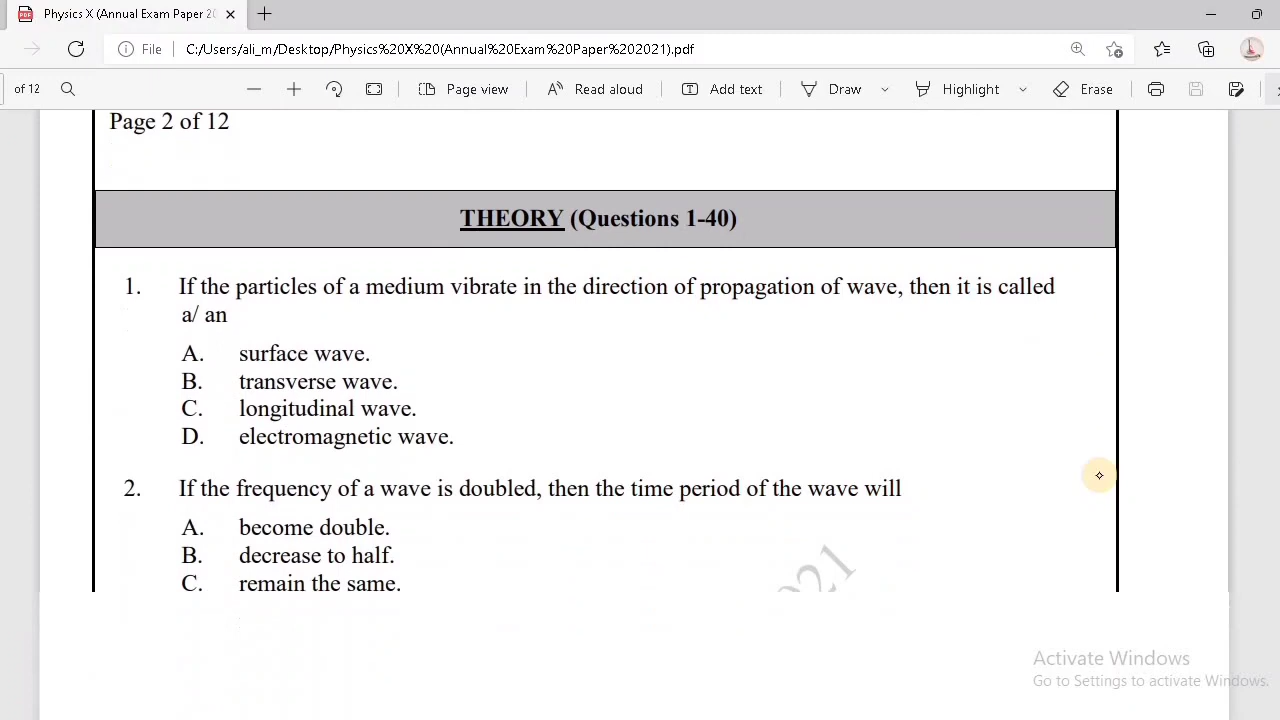 Physics X (Annual Exam Paper 20
File
C:/Users/ali_m/Desktop/Physics%20X%20(Annual%20Exam%20Paper%202021).pdf
of 12
Page view
Read aloud
Add text
Draw
Highlight
Erase
Page 2 of 12
THEORY (Questions 1-40)
1. If the particles of a medium vibrate in the direction of propagation of wave, then it is called
a/ an
A. surface wave.
B. transverse wave.
C. longitudinal wave.
D. electromagnetic wave.
2. If the frequency of a wave is doubled, then the time period of the wave will
A. become double.
B. decrease to half.
C. remain the same.
Activate Windows
Go to Settings to activate Windows.